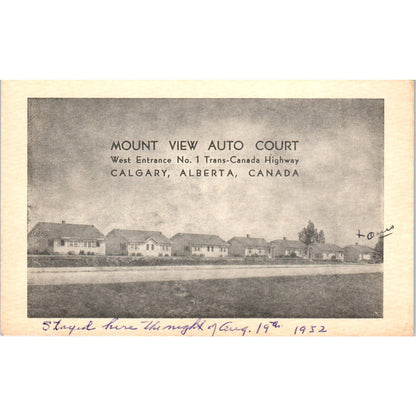 MOUNT VIEW AUTO COURT
West Entrance No. 1 Trans-Canada Highway
CALGARY, ALBERTA, CANADA
Ours
Stayed here the night of Aug. 19th 1952